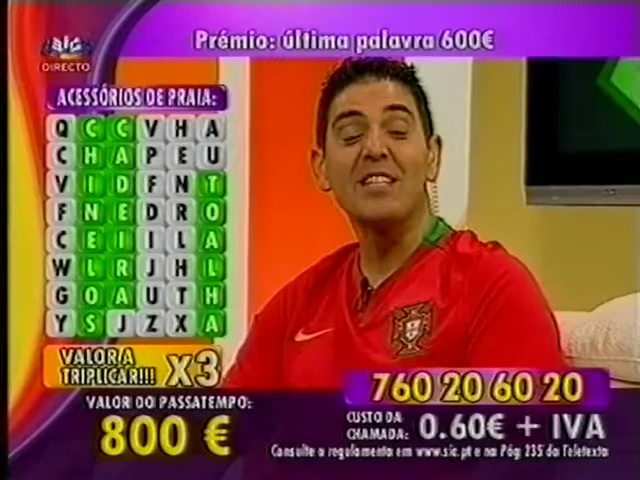 Prémio: última palavra 600€
SIC
DIRECTO
ACESSÓRIOS DE PRAIA:
Q C C V H A
C H A P E U
V I D F N T
F N E D R O
C E I I L A
W L R J H L
G O A U T H
Y S J Z X A
VALOR A
TRIPLICAR!!! X3
VALOR DO PASSATEMPO:
800 €
760 20 60 20
CUSTO DA
CHAMADA: 0.60€ + IVA
Consulte o regulamento em www.sic.pt e na Pág 235 do Teletexto
PORTUGAL